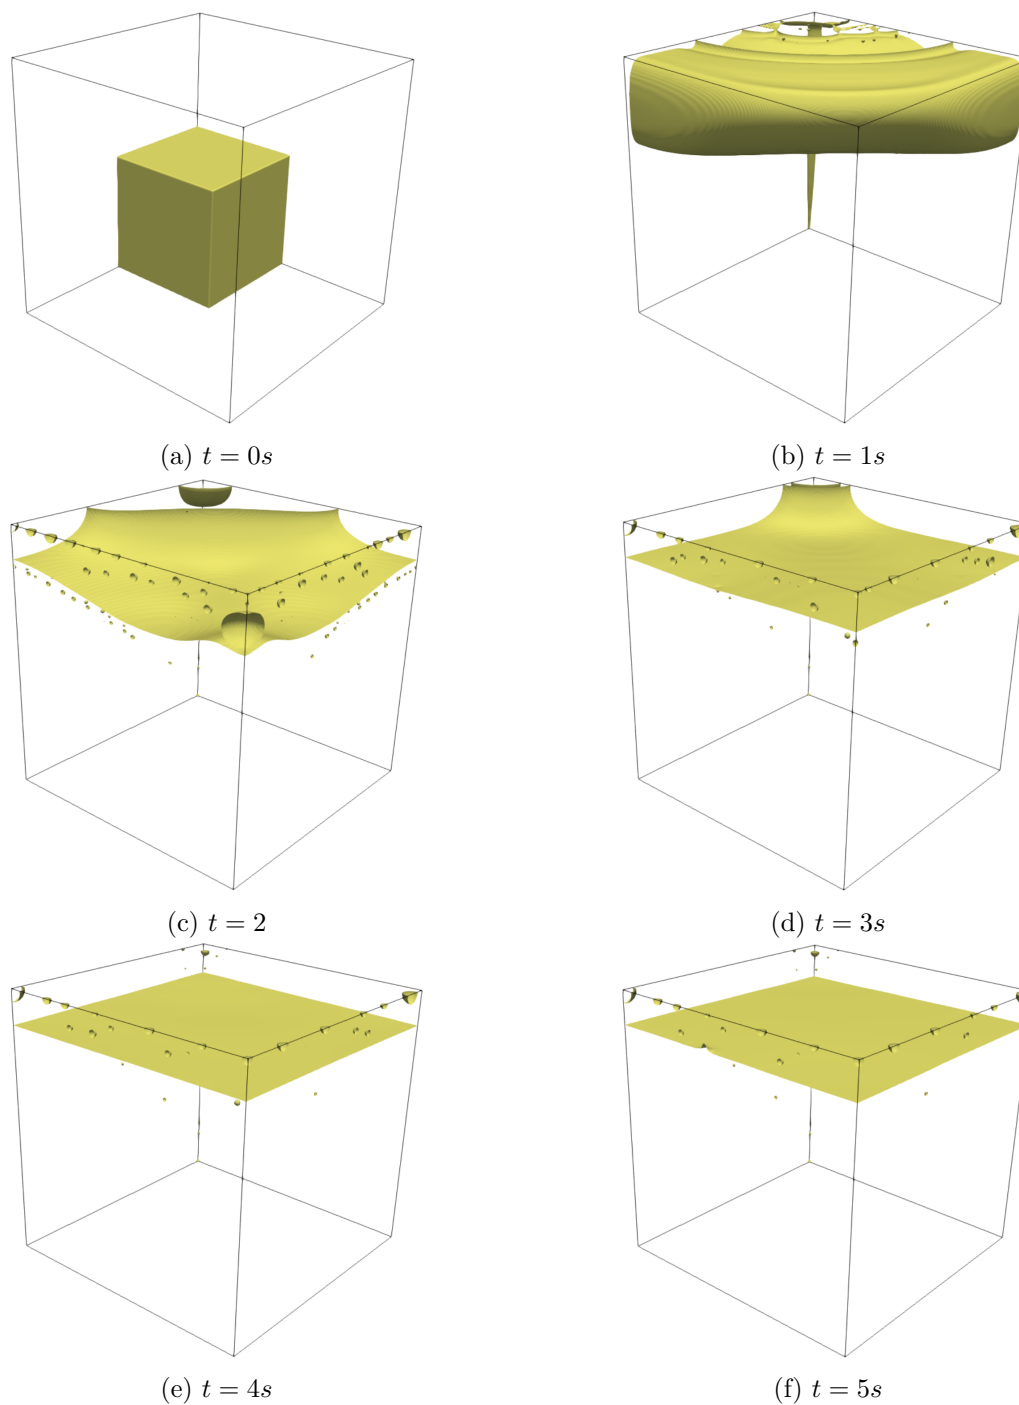 (a) t = 0s
(b) t = 1s
(c) t = 2
(d) t = 3s
(e) t = 4s
(f) t = 5s